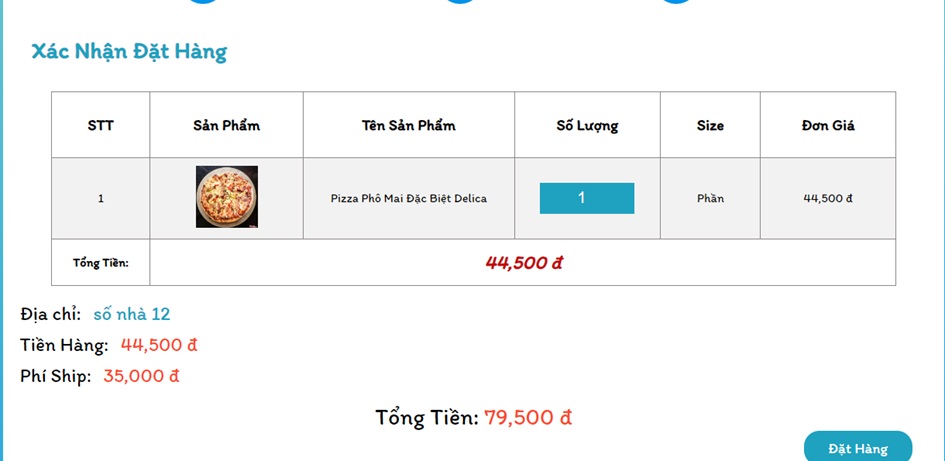 Xác Nhận Đặt Hàng
STT Sản Phẩm Tên Sản Phẩm Số Lượng Size Đơn Giá
1 Pizza Phô Mai Đặc Biệt Delica 1 Phần 44,500 đ
Tổng Tiền: 44,500 đ
Địa chỉ: số nhà 12
Tiền Hàng: 44,500 đ
Phí Ship: 35,000 đ
Tổng Tiền: 79,500 đ
Đặt Hàng